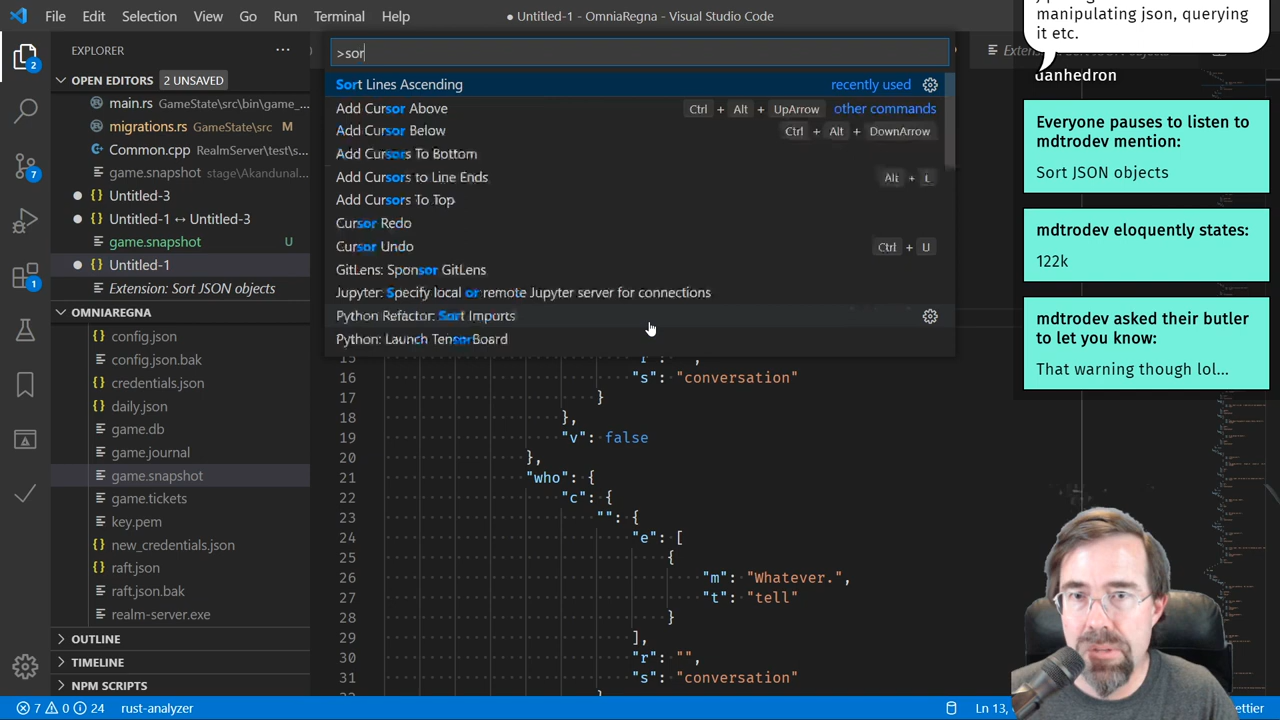 File Edit Selection View Go Run Terminal Help
● Untitled-1 - OmniaRegna - Visual Studio Code
EXPLORER
OPEN EDITORS 2 UNSAVED
main.rs GameState\src\bin\game_...
migrations.rs GameState\src M
Common.cpp RealmServer\test\s...
game.snapshot stage\Akandunal...
Untitled-3
Untitled-1 ↔ Untitled-3
game.snapshot U
Untitled-1
Extension: Sort JSON objects
OMNIAREGNA
config.json
config.json.bak
credentials.json
daily.json
game.db
game.journal
game.snapshot
game.tickets
key.pem
new_credentials.json
raft.json
raft.json.bak
realm-server.exe
OUTLINE
TIMELINE
NPM SCRIPTS
2
7
1
>sor
Sort Lines Ascending recently used
Add Cursor Above Ctrl + Alt + UpArrow other commands
Add Cursor Below Ctrl + Alt + DownArrow
Add Cursors To Bottom
Add Cursors to Line Ends Alt + L
Add Cursors To Top
Cursor Redo
Cursor Undo Ctrl + U
GitLens: Sponsor GitLens
Jupyter: Specify local or remote Jupyter server for connections
Python Refactor: Sort Imports
Python: Launch TensorBoard
15 "r": "",
16 "s": "conversation"
17 }
18 },
19 "v": false
20 },
21 "who": {
22 "c": {
23 "": {
24 "e": [
25 {
26 "m": "Whatever.",
27 "t": "tell"
28 }
29 ],
30 "r": "",
31 "s": "conversation"
manipulating json, querying
it etc.
danhedron
Everyone pauses to listen to
mdtrodev mention:
Sort JSON objects
mdtrodev eloquently states:
122k
mdtrodev asked their butler
to let you know:
That warning though lol...
7 0 24 rust-analyzer
Ln 13,
ettier